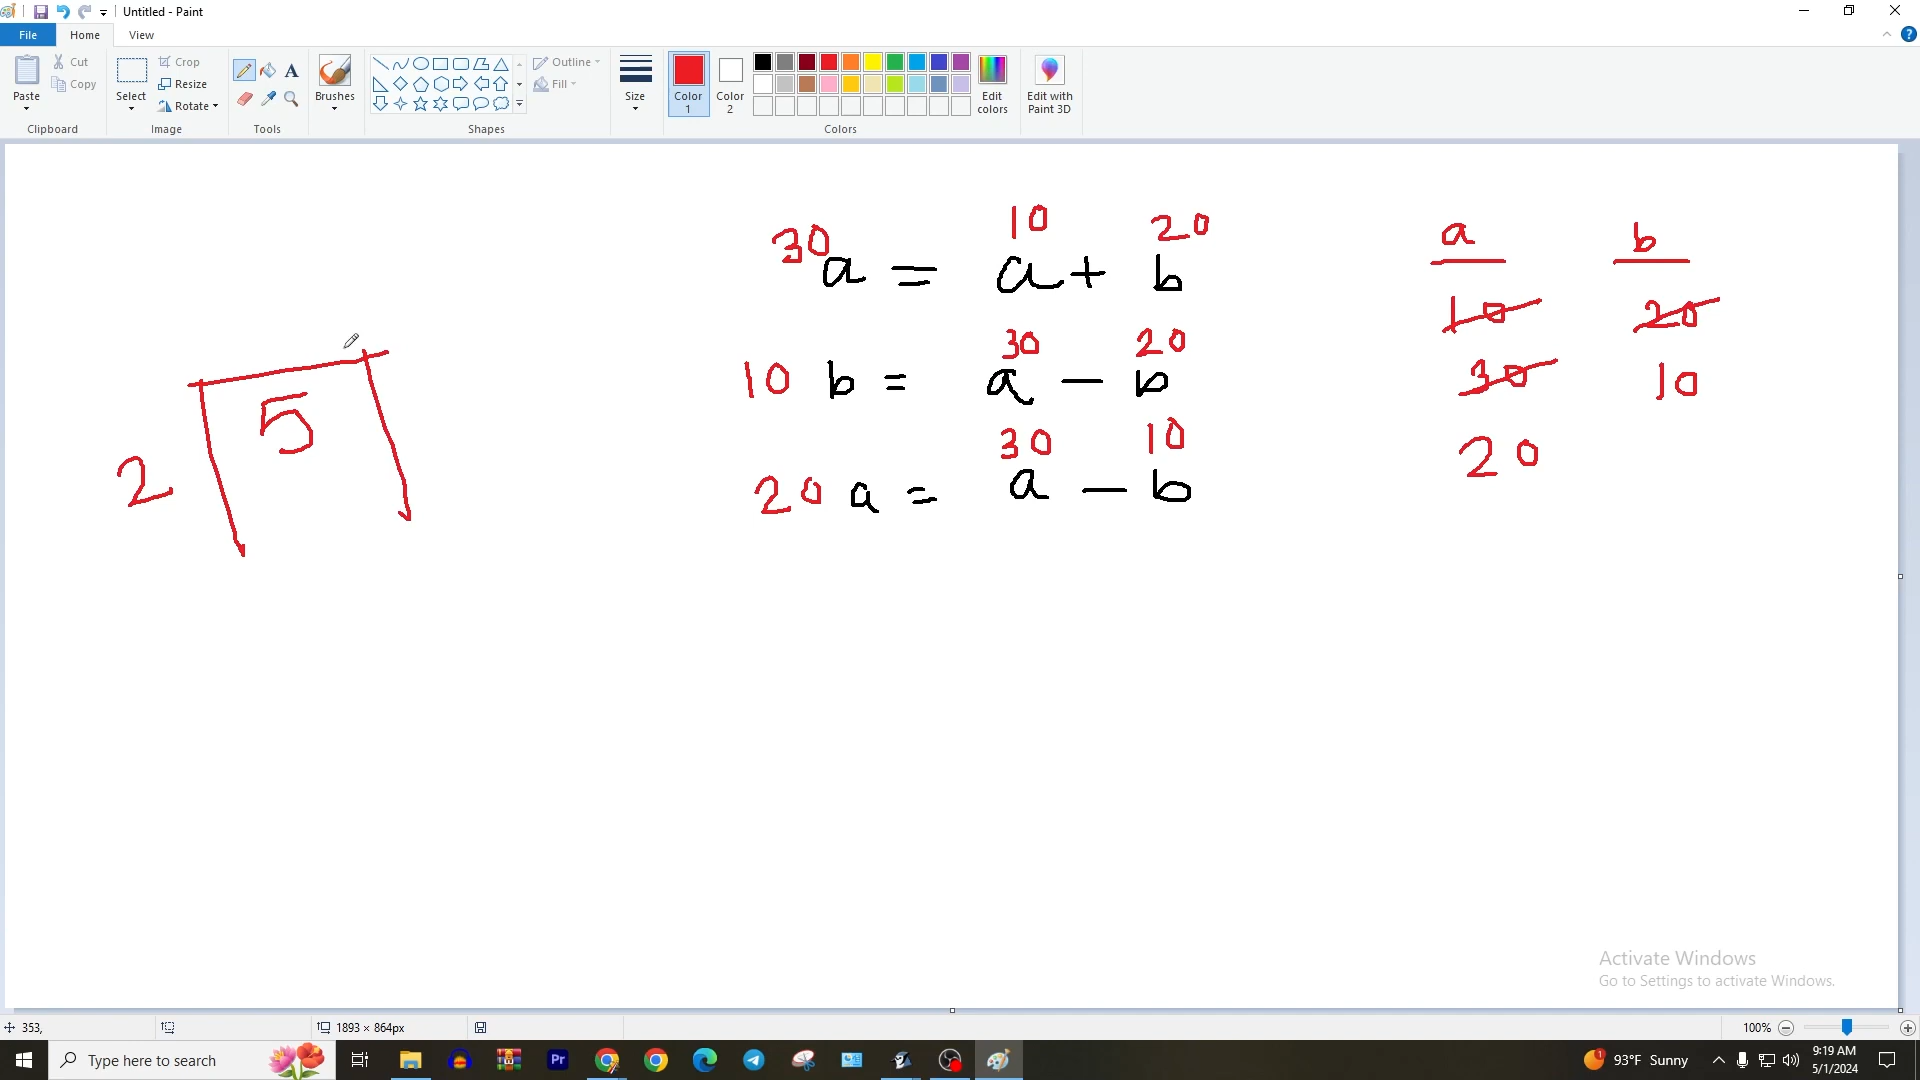 Untitled - Paint
File Home View
Paste Cut Copy Clipboard
Select Crop Resize Rotate Image
Tools
Brushes
Shapes
Outline Fill
Size
Color 1 Color 2
Edit colors
Colors
Edit with Paint 3D
30 10 20
a = a + b
30 20
10 b = a - b
30 10
20 a = a - b
a b
10 20
30 10
20
5
2
Activate Windows
Go to Settings to activate Windows.
353,
1893 × 864px
100%
Type here to search
Pr
93°F Sunny
9:19 AM
5/1/2024